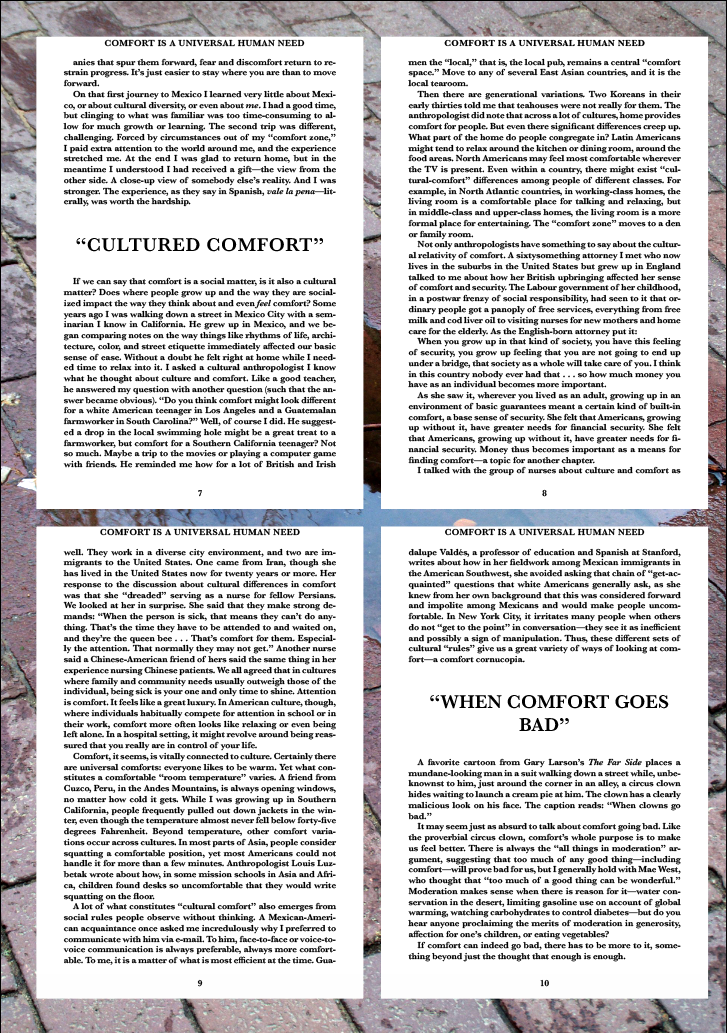 COMFORT IS A UNIVERSAL HUMAN NEED
anies that spur them forward, fear and discomfort return to re-
strain progress. It's just easier to stay where you are than to move
forward.
On that first journey to Mexico I learned very little about Mexi-
co, or about cultural diversity, or even about me. I had a good time,
but clinging to what was familiar was too time-consuming to al-
low for much growth or learning. The second trip was different,
challenging. Forced by circumstances out of my “comfort zone,”
I paid extra attention to the world around me, and the experience
stretched me. At the end I was glad to return home, but in the
meantime I understood I had received a gift—the view from the
other side. A close-up view of somebody else's reality. And I was
stronger. The experience, as they say in Spanish, vale la pena—lit-
erally, was worth the hardship.
“CULTURED COMFORT”
If we can say that comfort is a social matter, is it also a cultural
matter? Does where people grow up and the way they are social-
ized impact the way they think about and even feel comfort? Some
years ago I was walking down a street in Mexico City with a sem-
inarian I know in California. He grew up in Mexico, and we be-
gan comparing notes on the way things like rhythms of life, archi-
tecture, color, and street etiquette immediately affected our basic
sense of ease. Without a doubt he felt right at home while I need-
ed time to relax into it. I asked a cultural anthropologist I know
what he thought about culture and comfort. Like a good teacher,
he answered my question with another question (such that the an-
swer became obvious). “Do you think comfort might look different
for a white American teenager in Los Angeles and a Guatemalan
farmworker in South Carolina?” Well, of course I did. He suggest-
ed a drop in the local swimming hole might be a great treat to a
farmworker, but comfort for a Southern California teenager? Not
so much. Maybe a trip to the movies or playing a computer game
with friends. He reminded me how for a lot of British and Irish
7
COMFORT IS A UNIVERSAL HUMAN NEED
men the “local,” that is, the local pub, remains a central “comfort
space.” Move to any of several East Asian countries, and it is the
local tearoom.
Then there are generational variations. Two Koreans in their
early thirties told me that teahouses were not really for them. The
anthropologist did note that across a lot of cultures, home provides
comfort for people. But even there significant differences creep up.
What part of the home do people congregate in? Latin Americans
might tend to relax around the kitchen or dining room, around the
food areas. North Americans may feel most comfortable wherever
the TV is present. Even within a country, there might exist “cul-
tural-comfort” differences among people of different classes. For
example, in North Atlantic countries, in working-class homes, the
living room is a comfortable place for talking and relaxing, but
in middle-class and upper-class homes, the living room is a more
formal place for entertaining. The “comfort zone” moves to a den
or family room.
Not only anthropologists have something to say about the cultur-
al relativity of comfort. A sixtysomething attorney I met who now
lives in the suburbs in the United States but grew up in England
talked to me about how her British upbringing affected her sense
of comfort and security. The Labour government of her childhood,
in a postwar frenzy of social responsibility, had seen to it that or-
dinary people got a panoply of free services, everything from free
milk and cod liver oil to visiting nurses for new mothers and home
care for the elderly. As the English-born attorney put it:
When you grow up in that kind of society, you have this feeling
of security, you grow up feeling that you are not going to end up
under a bridge, that society as a whole will take care of you. I think
in this country nobody ever had that . . . so how much money you
have as an individual becomes more important.
As she saw it, wherever you lived as an adult, growing up in an
environment of basic guarantees meant a certain kind of built-in
comfort, a base sense of security. She felt that Americans, growing
up without it, have greater needs for financial security. She felt
that Americans, growing up without it, have greater needs for fi-
nancial security. Money thus becomes important as a means for
finding comfort—a topic for another chapter.
I talked with the group of nurses about culture and comfort as
8
COMFORT IS A UNIVERSAL HUMAN NEED
well. They work in a diverse city environment, and two are im-
migrants to the United States. One came from Iran, though she
has lived in the United States now for twenty years or more. Her
response to the discussion about cultural differences in comfort
was that she “dreaded” serving as a nurse for fellow Persians.
We looked at her in surprise. She said that they make strong de-
mands: “When the person is sick, that means they can't do any-
thing. That's the time they have to be attended to and waited on,
and they're the queen bee . . . That's comfort for them. Especial-
ly the attention. That normally they may not get.” Another nurse
said a Chinese-American friend of hers said the same thing in her
experience nursing Chinese patients. We all agreed that in cultures
where family and community needs usually outweigh those of the
individual, being sick is your one and only time to shine. Attention
is comfort. It feels like a great luxury. In American culture, though,
where individuals habitually compete for attention in school or in
their work, comfort more often looks like relaxing or even being
left alone. In a hospital setting, it might revolve around being reas-
sured that you really are in control of your life.
Comfort, it seems, is vitally connected to culture. Certainly there
are universal comforts: everyone likes to be warm. Yet what con-
stitutes a comfortable “room temperature” varies. A friend from
Cuzco, Peru, in the Andes Mountains, is always opening windows,
no matter how cold it gets. While I was growing up in Southern
California, people frequently pulled out down jackets in the win-
ter, even though the temperature almost never fell below forty-five
degrees Fahrenheit. Beyond temperature, other comfort varia-
tions occur across cultures. In most parts of Asia, people consider
squatting a comfortable position, yet most Americans could not
handle it for more than a few minutes. Anthropologist Louis Luz-
betak wrote about how, in some mission schools in Asia and Afri-
ca, children found desks so uncomfortable that they would write
squatting on the floor.
A lot of what constitutes “cultural comfort” also emerges from
social rules people observe without thinking. A Mexican-Ameri-
can acquaintance once asked me incredulously why I preferred to
communicate with him via e-mail. To him, face-to-face or voice-to-
voice communication is always preferable, always more comfort-
able. To me, it is a matter of what is most efficient at the time. Gua-
9
COMFORT IS A UNIVERSAL HUMAN NEED
dalupe Valdés, a professor of education and Spanish at Stanford,
writes about how in her fieldwork among Mexican immigrants in
the American Southwest, she avoided asking that chain of “get-ac-
quainted” questions that white Americans generally ask, as she
knew from her own background that this was considered forward
and impolite among Mexicans and would make people uncom-
fortable. In New York City, it irritates many people when others
do not “get to the point” in conversation—they see it as inefficient
and possibly a sign of manipulation. Thus, these different sets of
cultural “rules” give us a great variety of ways of looking at com-
fort—a comfort cornucopia.
“WHEN COMFORT GOES
BAD”
A favorite cartoon from Gary Larson's The Far Side places a
mundane-looking man in a suit walking down a street while, unbe-
knownst to him, just around the corner in an alley, a circus clown
hides waiting to launch a cream pie at him. The clown has a clearly
malicious look on his face. The caption reads: “When clowns go
bad.”
It may seem just as absurd to talk about comfort going bad. Like
the proverbial circus clown, comfort's whole purpose is to make
us feel better. There is always the “all things in moderation” ar-
gument, suggesting that too much of any good thing—including
comfort—will prove bad for us, but I generally hold with Mae West,
who thought that “too much of a good thing can be wonderful.”
Moderation makes sense when there is reason for it—water con-
servation in the desert, limiting gasoline use on account of global
warming, watching carbohydrates to control diabetes—but do you
hear anyone proclaiming the merits of moderation in generosity,
affection for one's children, or eating vegetables?
If comfort can indeed go bad, there has to be more to it, some-
thing beyond just the thought that enough is enough.
10